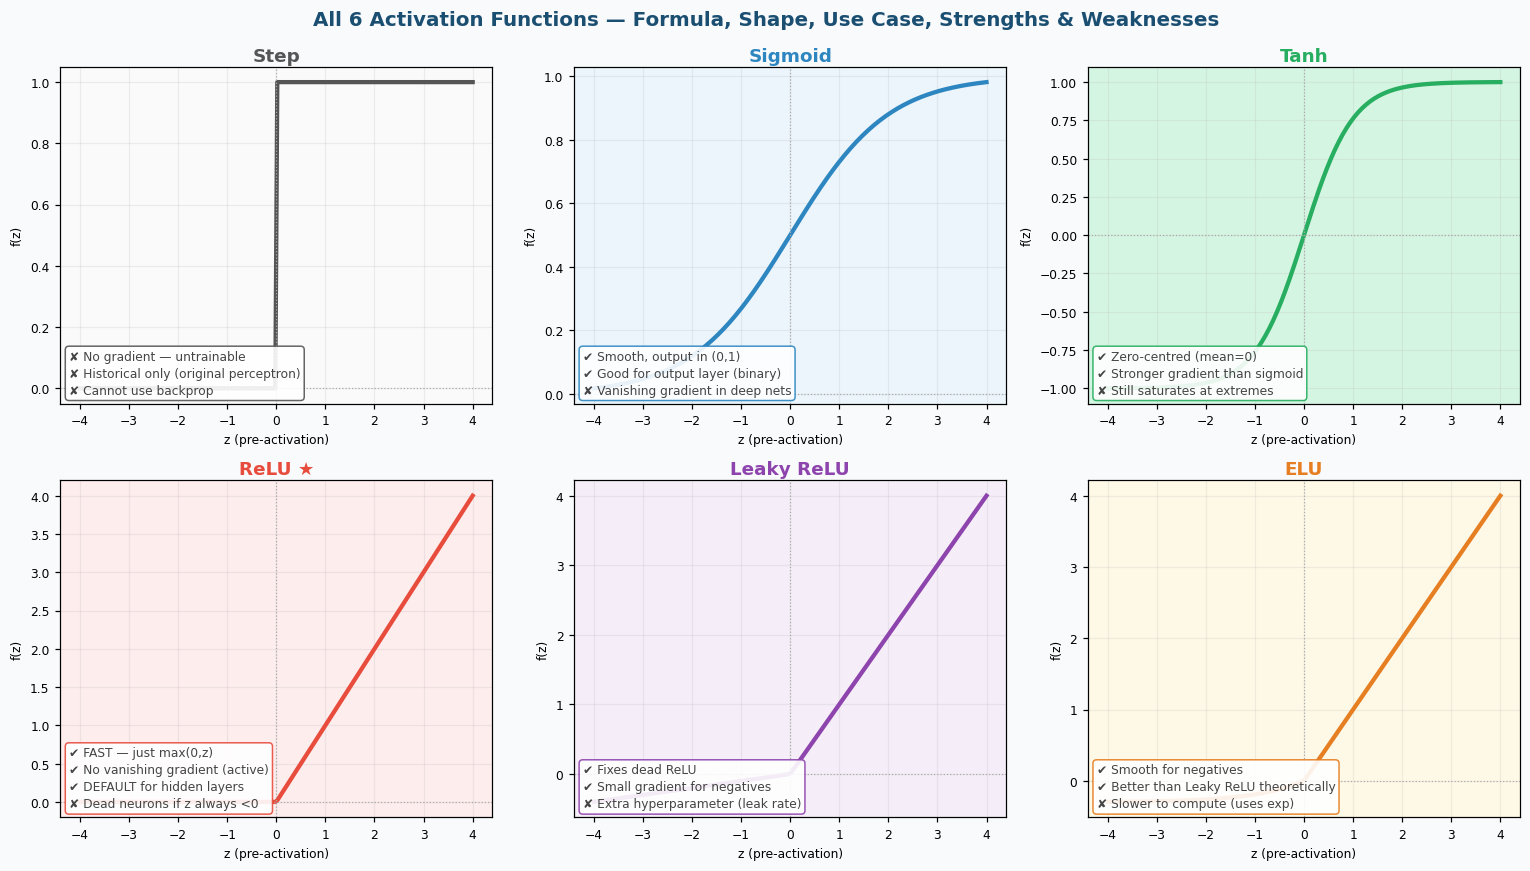 All 6 Activation Functions — Formula, Shape, Use Case, Strengths & Weaknesses
Step
1.0
0.8
0.6
0.4
0.2
0.0
f(z)
✘ No gradient — untrainable
✘ Historical only (original perceptron)
✘ Cannot use backprop
−4 −3 −2 −1 0 1 2 3 4
z (pre-activation)
Sigmoid
1.0
0.8
0.6
0.4
0.2
0.0
f(z)
✔ Smooth, output in (0,1)
✔ Good for output layer (binary)
✘ Vanishing gradient in deep nets
−4 −3 −2 −1 0 1 2 3 4
z (pre-activation)
Tanh
1.00
0.75
0.50
0.25
0.00
−0.25
−0.50
−0.75
−1.00
f(z)
✔ Zero-centred (mean=0)
✔ Stronger gradient than sigmoid
✘ Still saturates at extremes
−4 −3 −2 −1 0 1 2 3 4
z (pre-activation)
ReLU ★
4.0
3.5
3.0
2.5
2.0
1.5
1.0
0.5
0.0
f(z)
✔ FAST — just max(0,z)
✔ No vanishing gradient (active)
✔ DEFAULT for hidden layers
✘ Dead neurons if z always <0
−4 −3 −2 −1 0 1 2 3 4
z (pre-activation)
Leaky ReLU
4
3
2
1
0
f(z)
✔ Fixes dead ReLU
✔ Small gradient for negatives
✘ Extra hyperparameter (leak rate)
−4 −3 −2 −1 0 1 2 3 4
z (pre-activation)
ELU
4
3
2
1
0
f(z)
✔ Smooth for negatives
✔ Better than Leaky ReLU theoretically
✘ Slower to compute (uses exp)
−4 −3 −2 −1 0 1 2 3 4
z (pre-activation)